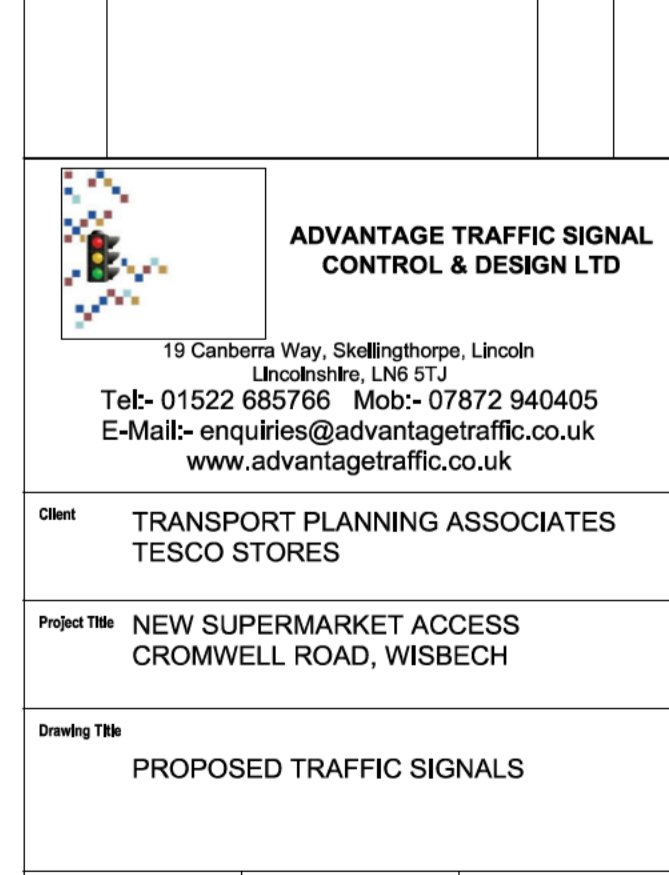 ADVANTAGE TRAFFIC SIGNAL
CONTROL & DESIGN LTD
19 Canberra Way, Skellingthorpe, Lincoln
Lincolnshire, LN6 5TJ
Tel:- 01522 685766 Mob:- 07872 940405
E-Mail:- enquiries@advantagetraffic.co.uk
www.advantagetraffic.co.uk
Client
TRANSPORT PLANNING ASSOCIATES
TESCO STORES
Project Title
NEW SUPERMARKET ACCESS
CROMWELL ROAD, WISBECH
Drawing Title
PROPOSED TRAFFIC SIGNALS